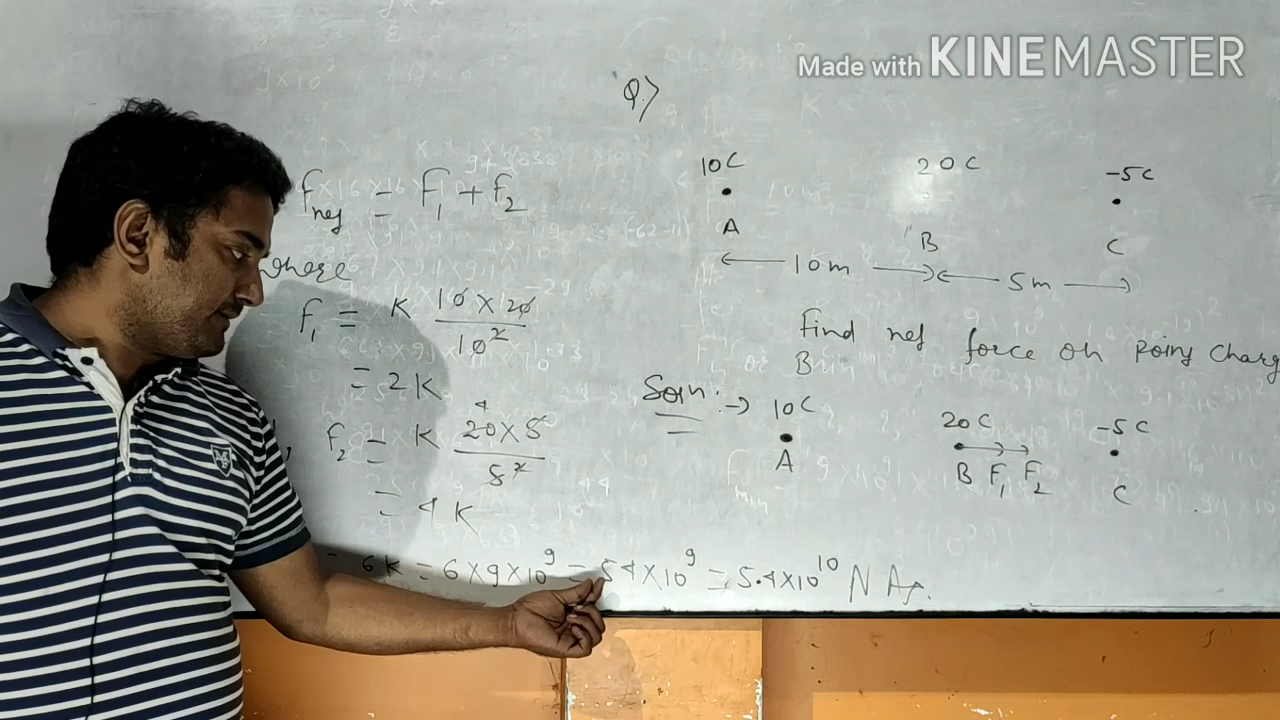 Made with KINEMASTER
Q.>
10C 20C -5C
A B C
10m 5m
Find net force on point charge
B
Soln: →
10C 20C -5C
A B F₁ F₂ C
Fnet = F₁ + F₂
where
F₁ = K 10 × 20 / 10²
= 2K
F₂ = K 20 × 5 / 5²
4
= 4K
= 6K = 6 × 9 × 10⁹ = 54 × 10⁹ = 5.4 × 10¹⁰ N